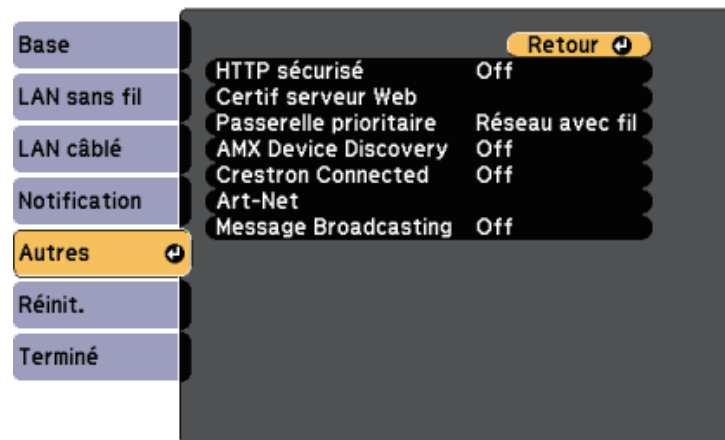 Base
LAN sans fil
LAN câblé
Notification
Autres
Réinit.
Terminé
Retour
HTTP sécurisé Off
Certif serveur Web
Passerelle prioritaire Réseau avec fil
AMX Device Discovery Off
Crestron Connected Off
Art-Net
Message Broadcasting Off